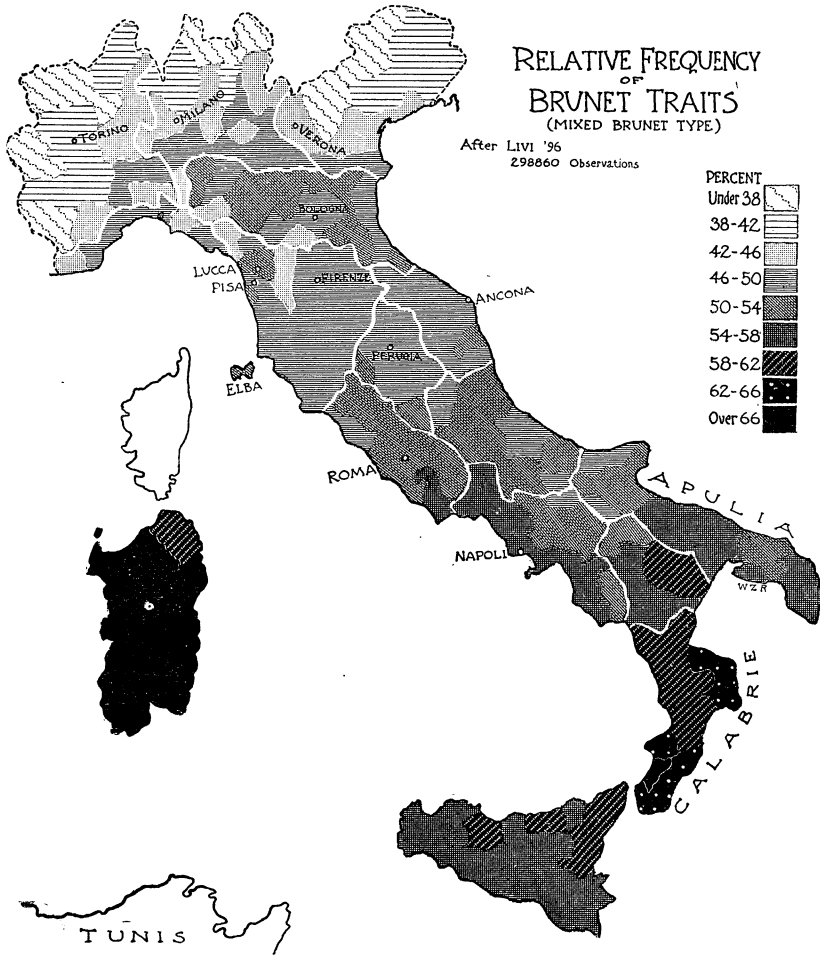 RELATIVE FREQUENCY
OF
BRUNET TRAITS
(MIXED BRUNET TYPE)
After LIVI '96
298860 Observations
PERCENT
Under 38
38-42
42-46
46-50
50-54
54-58
58-62
62-66
Over 66
TORINO
MILANO
VERONA
BOLOGNA
LUCCA
PISA
FIRENZE
ANCONA
PERUGIA
ELBA
ROMA
APULIA
NAPOLI
WZR
CALABRIE
TUNIS